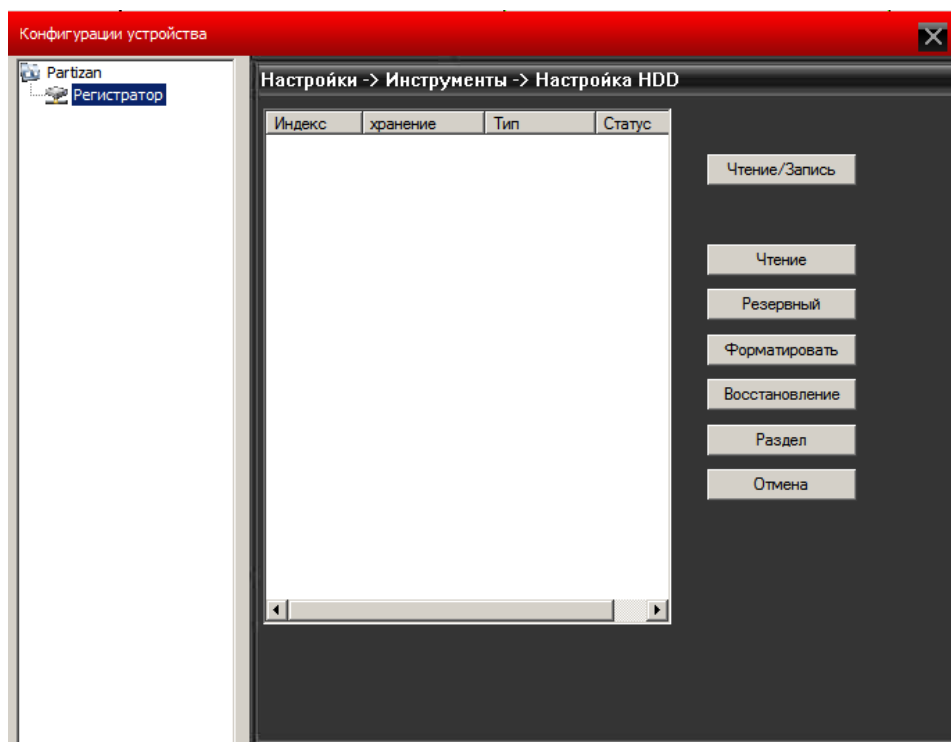 Конфигурации устройства
Partizan
Регистратор
Настройки -> Инструменты -> Настройка HDD
Индекс хранение Тип Статус
Чтение/Запись
Чтение
Резервный
Форматировать
Восстановление
Раздел
Отмена